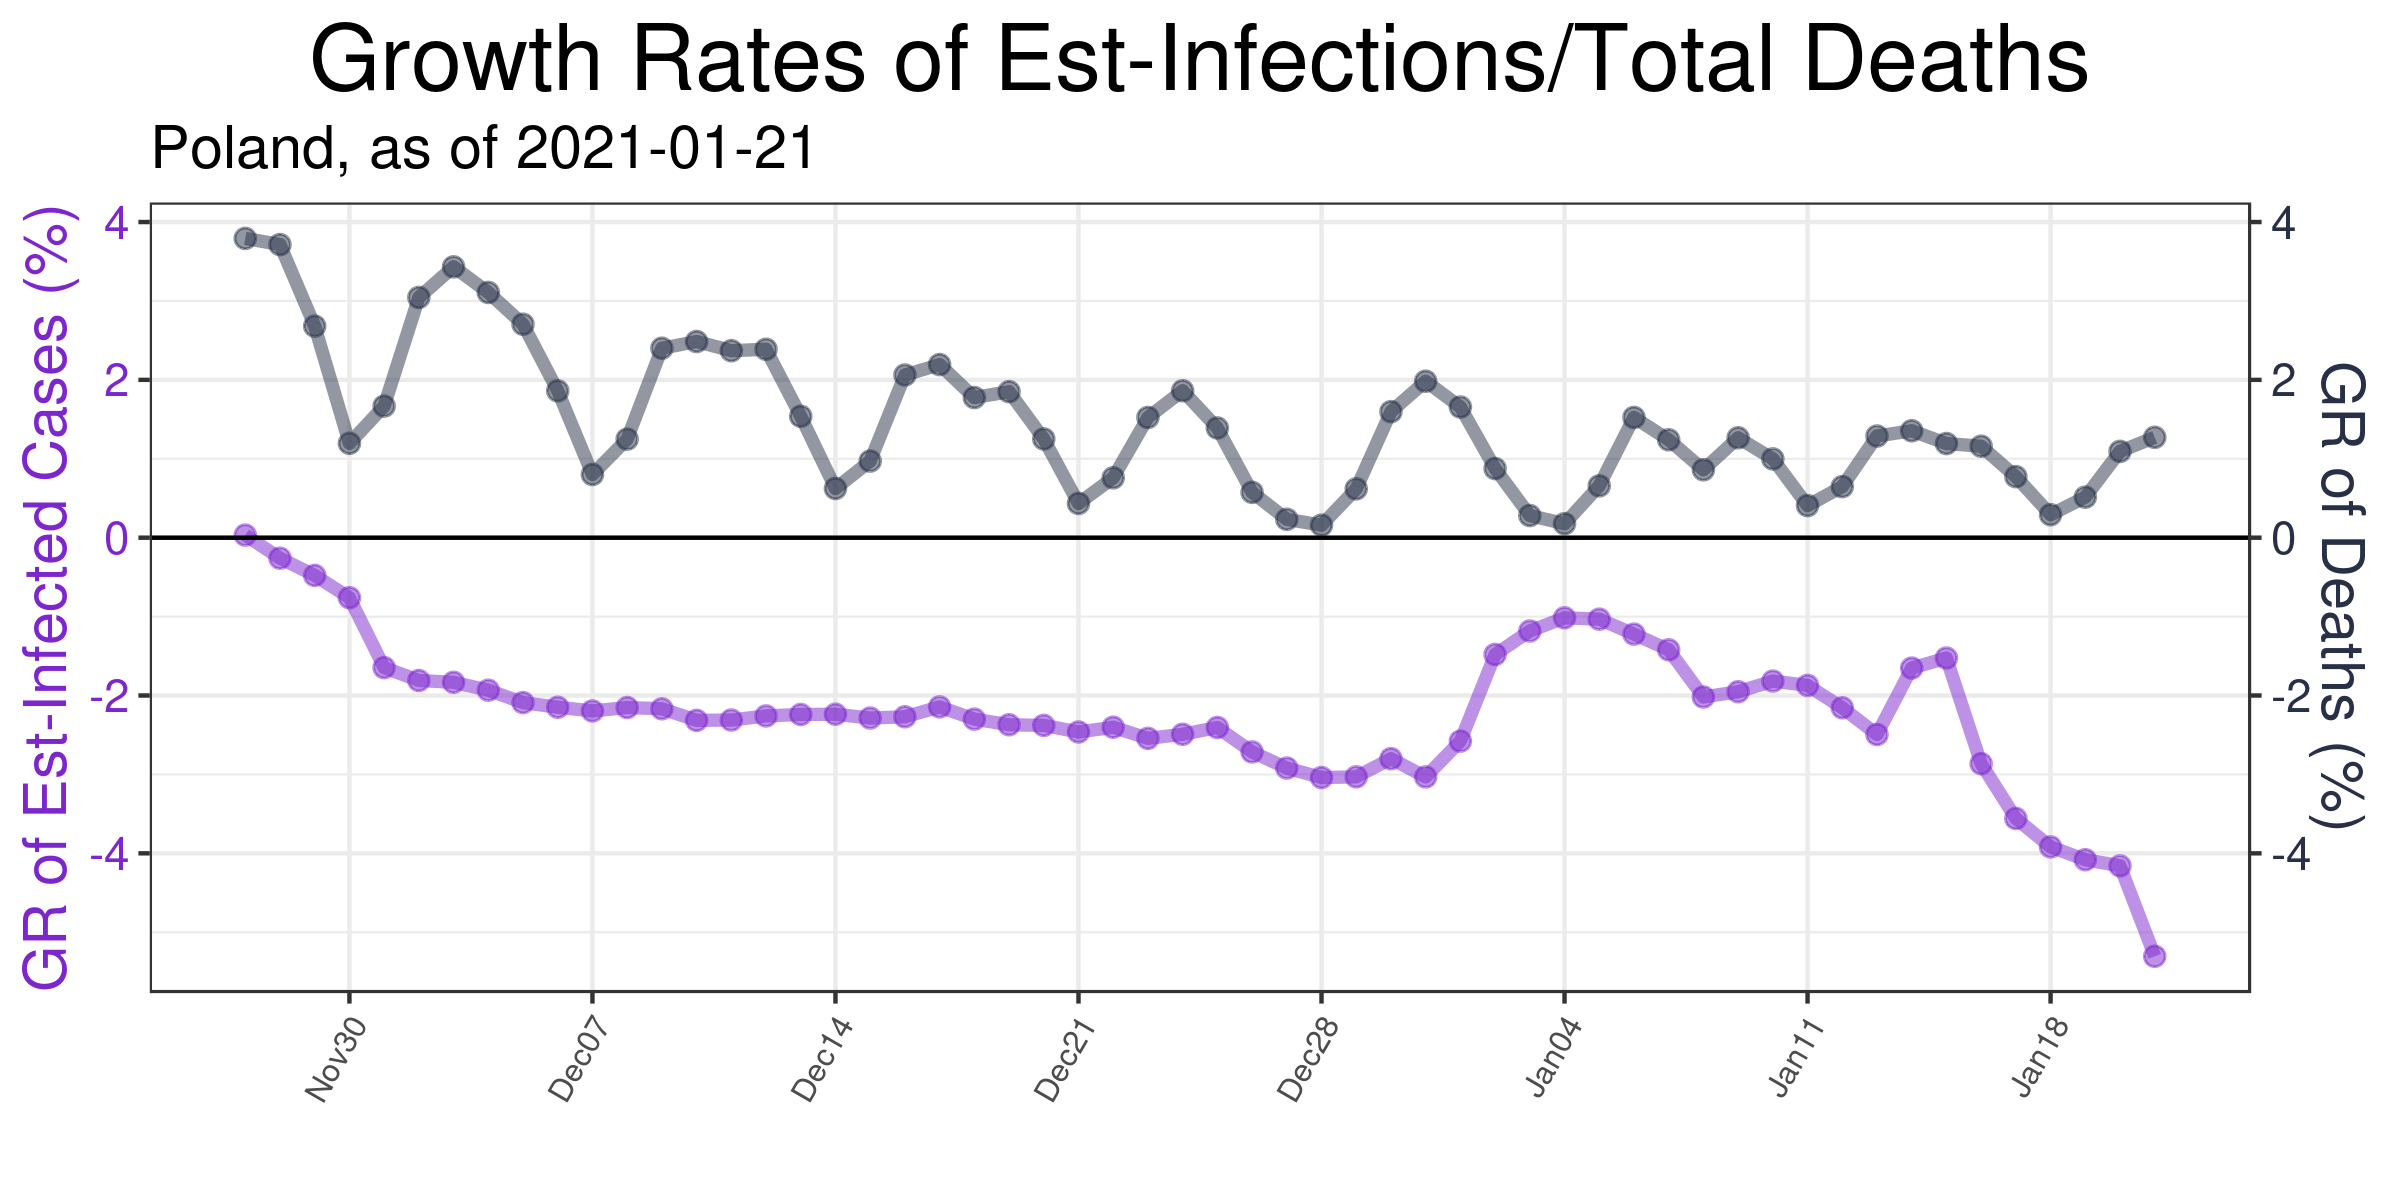 Growth Rates of Est-Infections/Total Deaths
Poland, as of 2021-01-21
GR of Est-Infected Cases (%)
4
2
0
-2
-4
4
2
0
-2
-4
GR of Deaths (%)
Nov30
Dec07
Dec14
Dec21
Dec28
Jan04
Jan11
Jan18